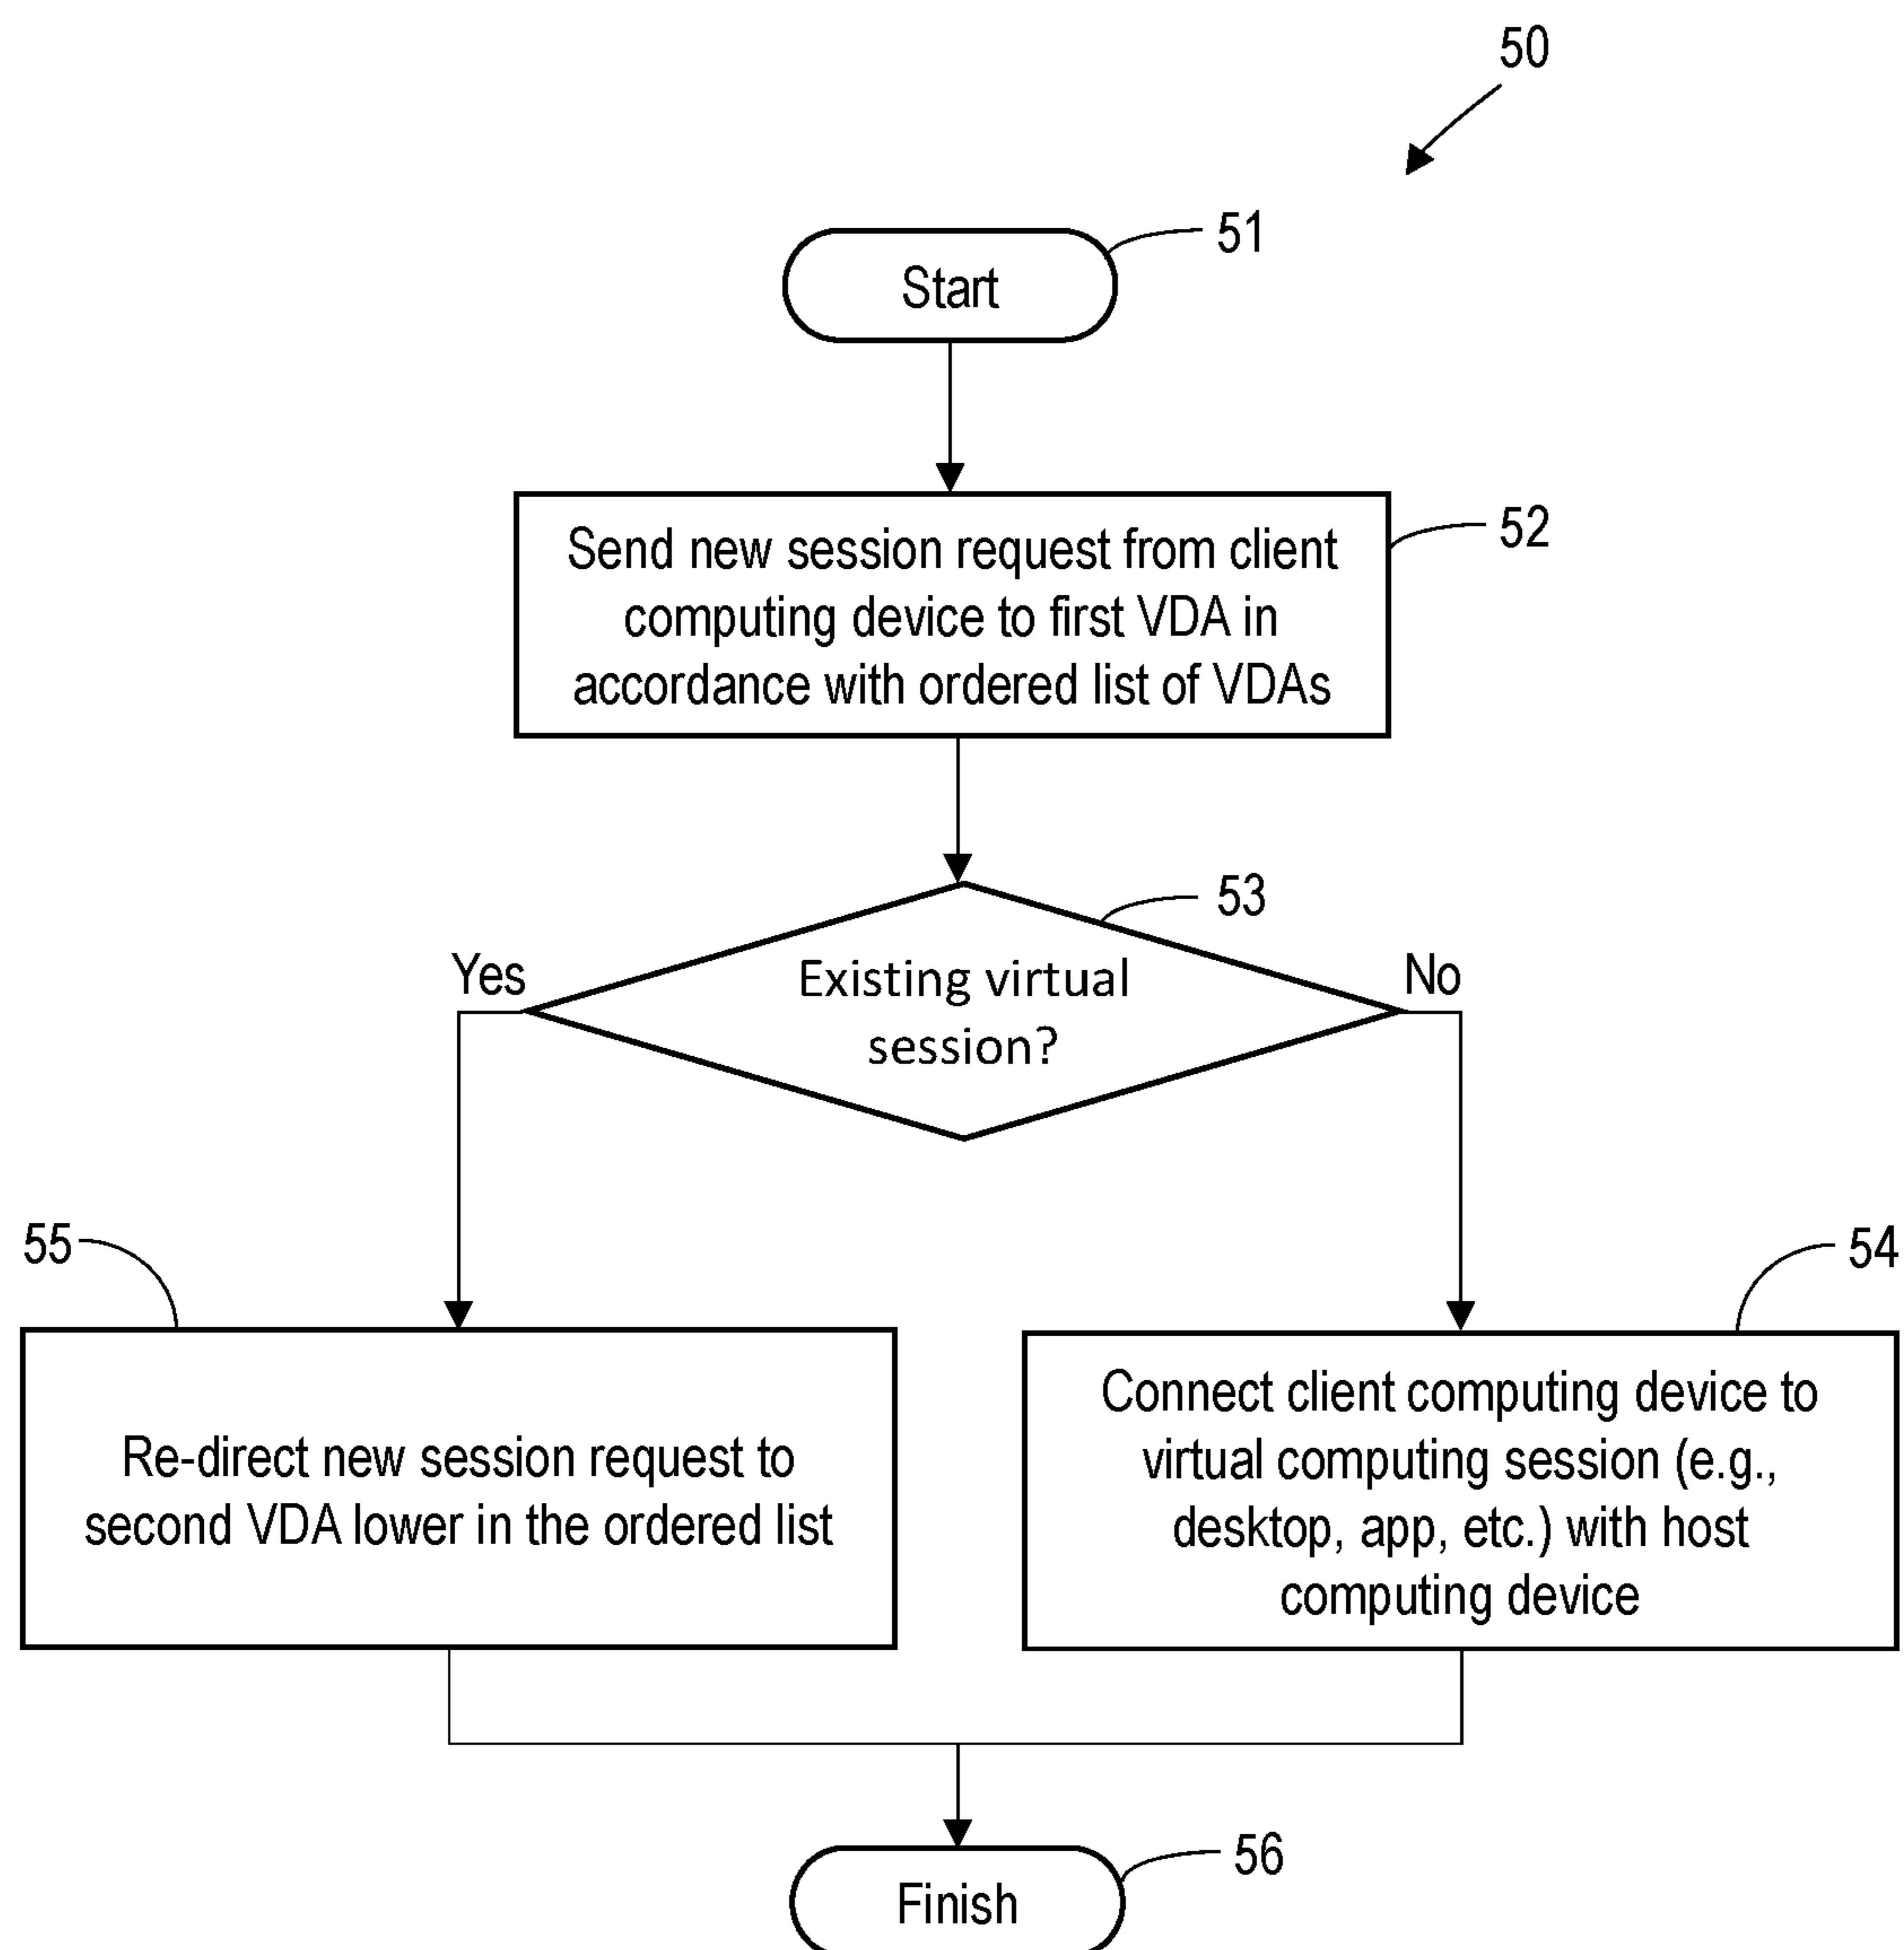 50
51
Start
52
Send new session request from client
computing device to first VDA in
accordance with ordered list of VDAs
53
Yes
Existing virtual
session?
No
55
54
Re-direct new session request to
second VDA lower in the ordered list
Connect client computing device to
virtual computing session (e.g.,
desktop, app, etc.) with host
computing device
56
Finish